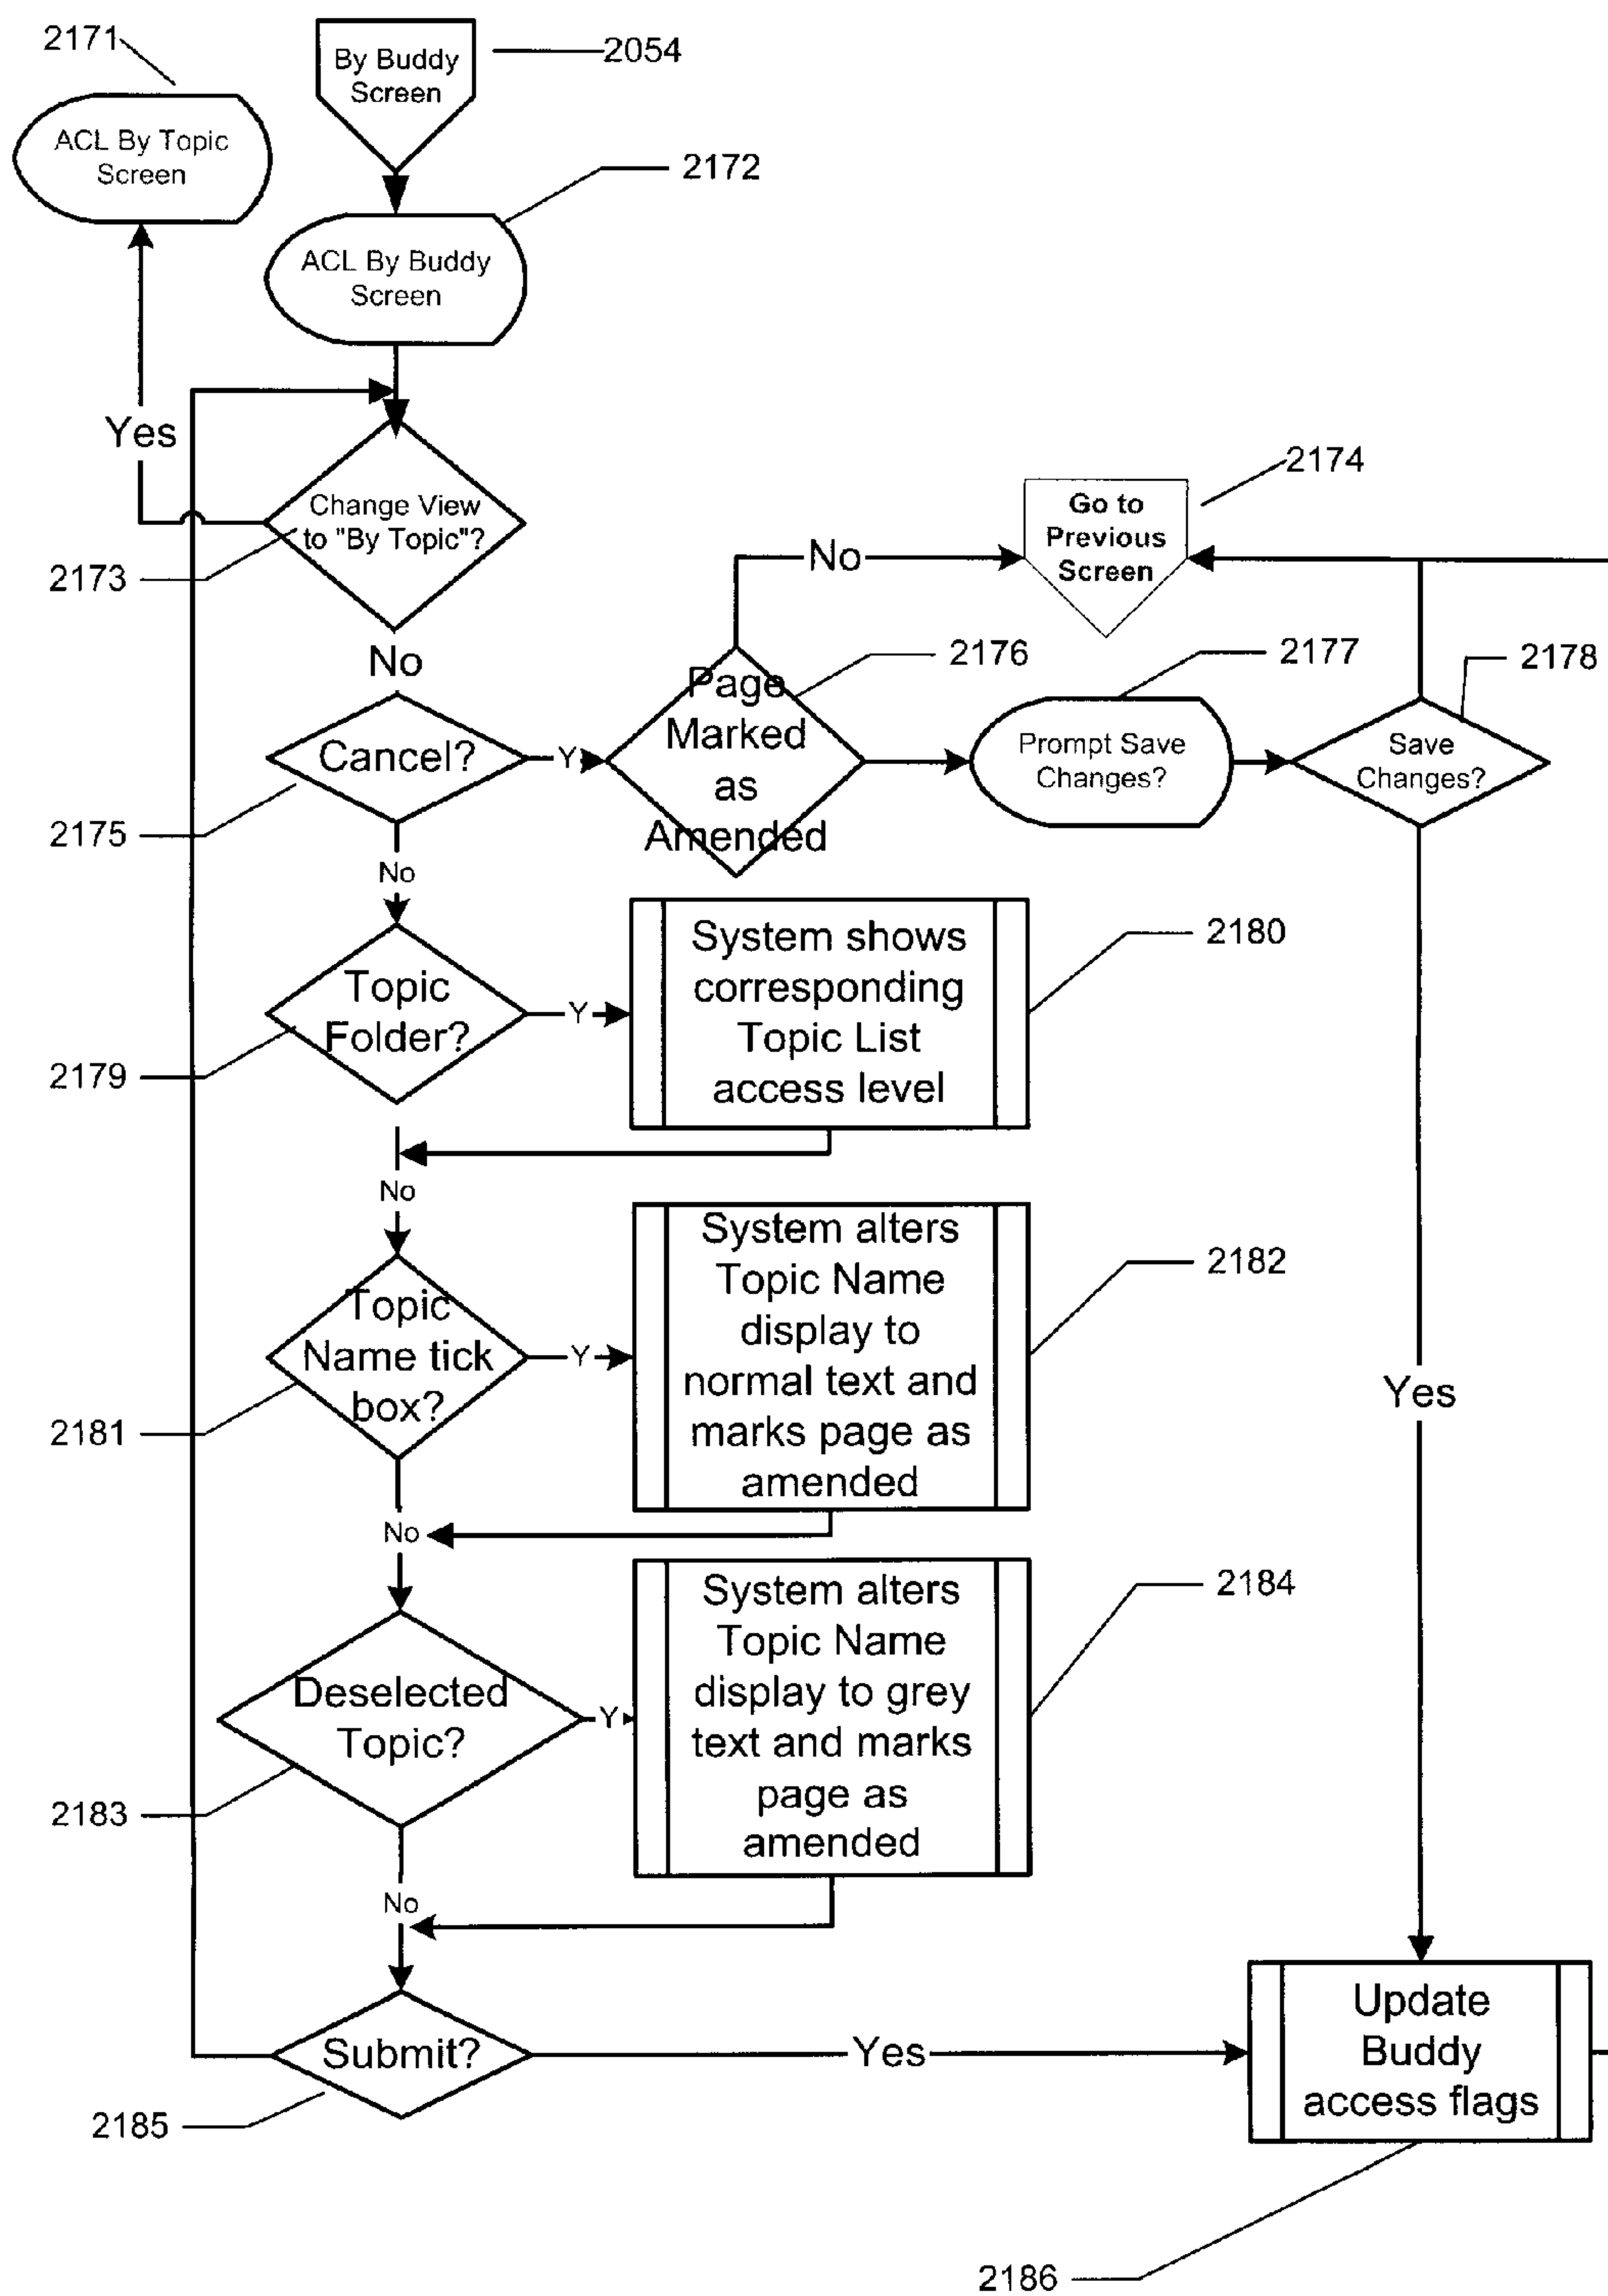 2171
By Buddy
Screen
2054
ACL By Topic
Screen
2172
ACL By Buddy
Screen
Yes
Change View
to "By Topic"?
2173
2174
Go to
Previous
Screen
No
No
2176
2177
2178
Page
Marked
as
Amended
Cancel?
Y
Prompt Save
Changes?
Save
Changes?
2175
No
2180
System shows
corresponding
Topic List
access level
Topic
Folder?
Y
2179
No
2182
System alters
Topic Name
display to
normal text and
marks page as
amended
Topic
Name tick
box?
Y
2181
Yes
No
2184
System alters
Topic Name
display to grey
text and marks
page as
amended
Deselected
Topic?
Y
2183
No
Submit?
Yes
Update
Buddy
access flags
2185
2186